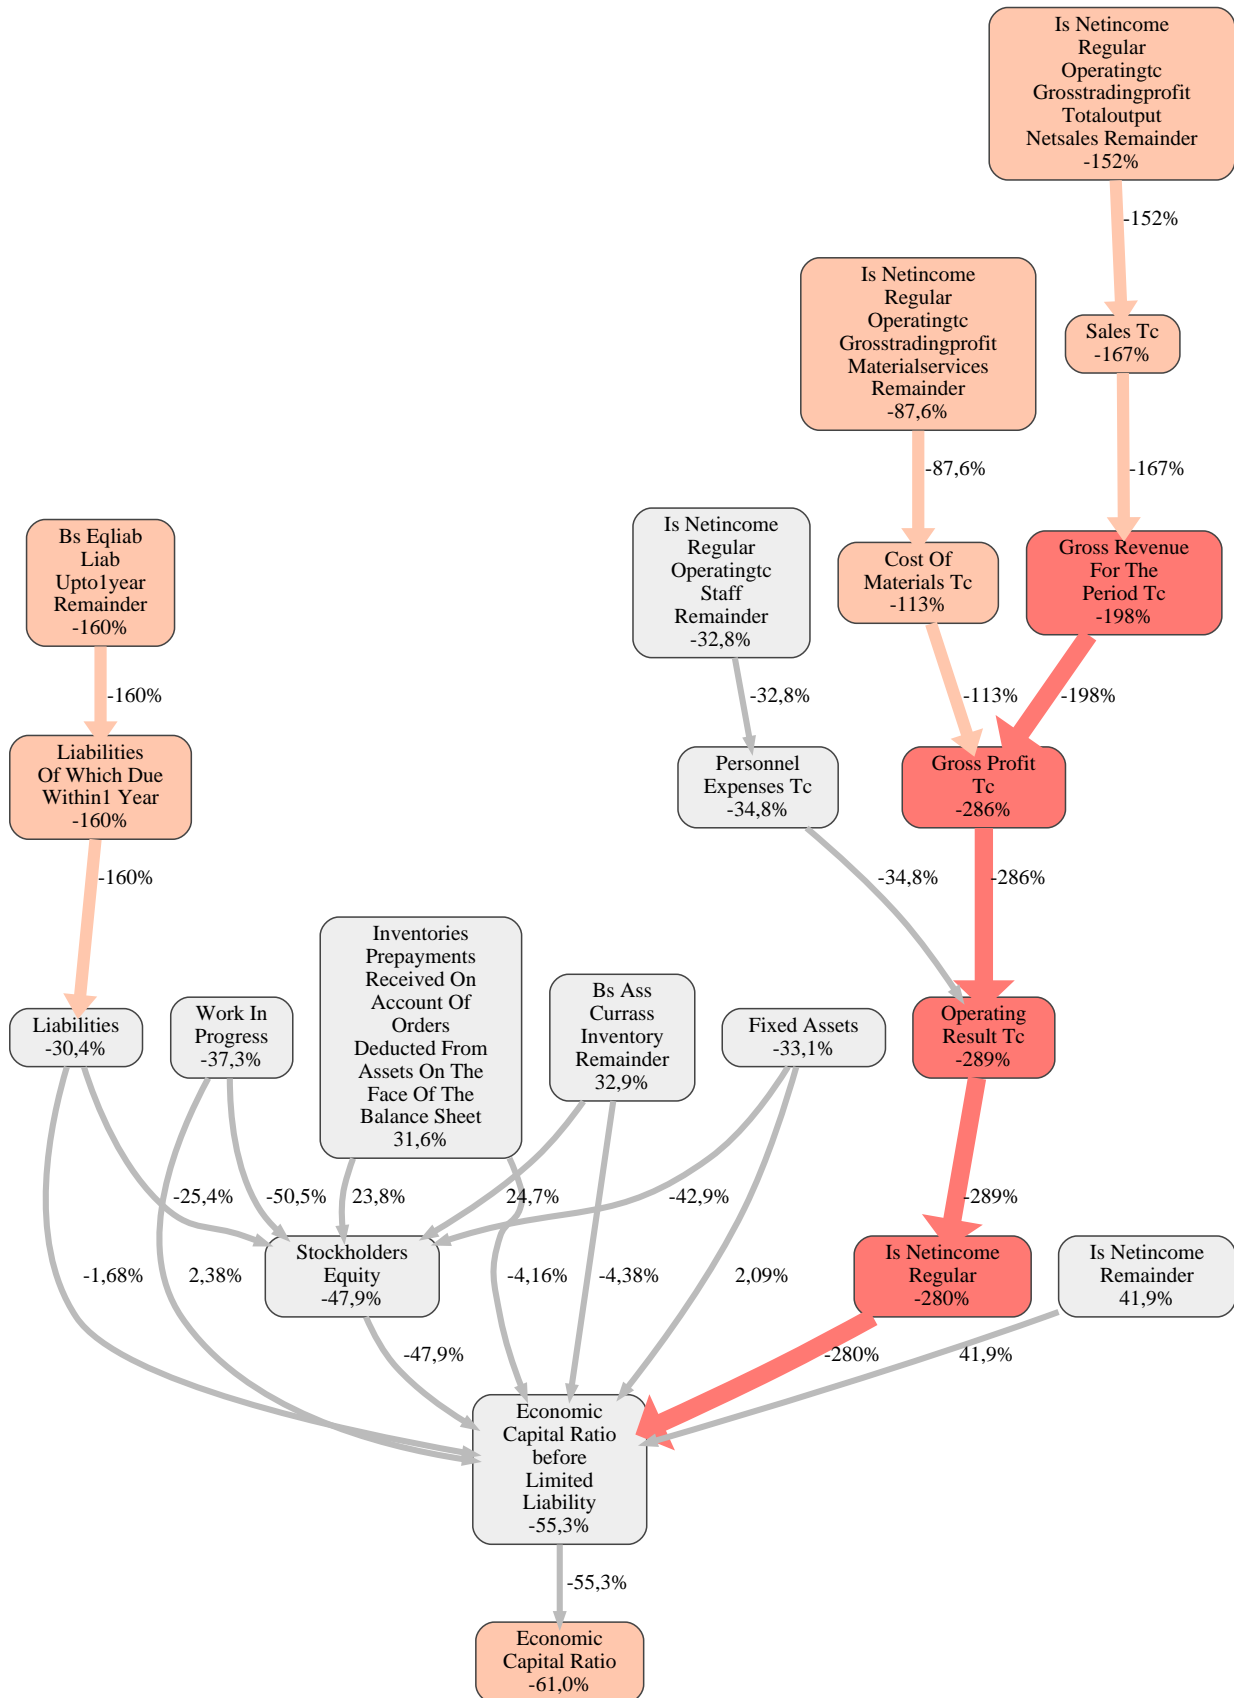 Is Netincome
Regular
Operatingtc
Grosstradingprofit
Totaloutput
Netsales Remainder
-152%
-152%
Is Netincome
Regular
Operatingtc
Grosstradingprofit
Materialservices
Remainder
-87,6%
Sales Tc
-167%
-87,6%
-167%
Bs Eqliab
Liab
Upto1year
Remainder
-160%
Is Netincome
Regular
Operatingtc
Staff
Remainder
-32,8%
Cost Of
Materials Tc
-113%
Gross Revenue
For The
Period Tc
-198%
-160%
-32,8%
-113%
-198%
Liabilities
Of Which Due
Within1 Year
-160%
Personnel
Expenses Tc
-34,8%
Gross Profit
Tc
-286%
-160%
-34,8%
-286%
Liabilities
-30,4%
Work In
Progress
-37,3%
Inventories
Prepayments
Received On
Account Of
Orders
Deducted From
Assets On The
Face Of The
Balance Sheet
31,6%
Bs Ass
Currass
Inventory
Remainder
32,9%
Fixed Assets
-33,1%
Operating
Result Tc
-289%
-25,4%
-50,5%
23,8%
24,7%
-42,9%
-289%
-1,68%
2,38%
Stockholders
Equity
-47,9%
-4,16%
-4,38%
2,09%
Is Netincome
Regular
-280%
Is Netincome
Remainder
41,9%
-47,9%
-280%
41,9%
Economic
Capital Ratio
before
Limited
Liability
-55,3%
-55,3%
Economic
Capital Ratio
-61,0%